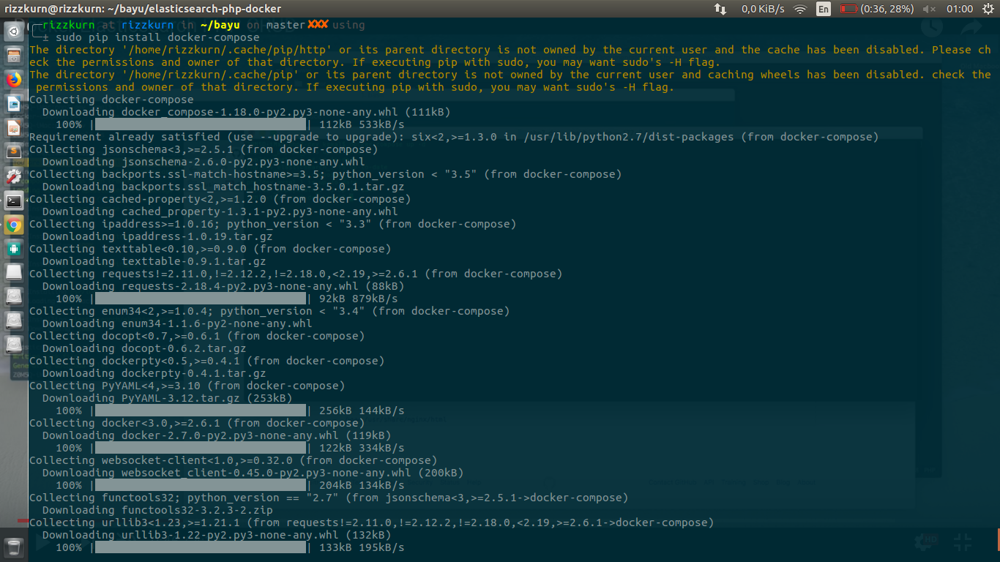 rizzkurn@rizzkurn: ~/bayu/elasticsearch-php-docker
0,0 KiB/s En (0:36, 28%) 01:00
rizzkurn at rizzkurn in ~/bayu on master✘✘✘ using
± sudo pip install docker-compose
The directory '/home/rizzkurn/.cache/pip/http' or its parent directory is not owned by the current user and the cache has been disabled. Please ch
eck the permissions and owner of that directory. If executing pip with sudo, you may want sudo's -H flag.
The directory '/home/rizzkurn/.cache/pip' or its parent directory is not owned by the current user and caching wheels has been disabled. check the
 permissions and owner of that directory. If executing pip with sudo, you may want sudo's -H flag.
Collecting docker-compose
  Downloading docker_compose-1.18.0-py2.py3-none-any.whl (111kB)
    100% |████████████████████████████████| 112kB 533kB/s
Requirement already satisfied (use --upgrade to upgrade): six<2,>=1.3.0 in /usr/lib/python2.7/dist-packages (from docker-compose)
Collecting jsonschema<3,>=2.5.1 (from docker-compose)
  Downloading jsonschema-2.6.0-py2.py3-none-any.whl
Collecting backports.ssl-match-hostname>=3.5; python_version < "3.5" (from docker-compose)
  Downloading backports.ssl_match_hostname-3.5.0.1.tar.gz
Collecting cached-property<2,>=1.2.0 (from docker-compose)
  Downloading cached_property-1.3.1-py2.py3-none-any.whl
Collecting ipaddress>=1.0.16; python_version < "3.3" (from docker-compose)
  Downloading ipaddress-1.0.19.tar.gz
Collecting texttable<0.10,>=0.9.0 (from docker-compose)
  Downloading texttable-0.9.1.tar.gz
Collecting requests!=2.11.0,!=2.12.2,!=2.18.0,<2.19,>=2.6.1 (from docker-compose)
  Downloading requests-2.18.4-py2.py3-none-any.whl (88kB)
    100% |████████████████████████████████| 92kB 879kB/s
Collecting enum34<2,>=1.0.4; python_version < "3.4" (from docker-compose)
  Downloading enum34-1.1.6-py2-none-any.whl
Collecting docopt<0.7,>=0.6.1 (from docker-compose)
  Downloading docopt-0.6.2.tar.gz
Collecting dockerpty<0.5,>=0.4.1 (from docker-compose)
  Downloading dockerpty-0.4.1.tar.gz
Collecting PyYAML<4,>=3.10 (from docker-compose)
  Downloading PyYAML-3.12.tar.gz (253kB)
    100% |████████████████████████████████| 256kB 144kB/s
Collecting docker<3.0,>=2.6.1 (from docker-compose)
  Downloading docker-2.7.0-py2.py3-none-any.whl (119kB)
    100% |████████████████████████████████| 122kB 334kB/s
Collecting websocket-client<1.0,>=0.32.0 (from docker-compose)
  Downloading websocket_client-0.45.0-py2.py3-none-any.whl (200kB)
    100% |████████████████████████████████| 204kB 134kB/s
Collecting functools32; python_version == "2.7" (from jsonschema<3,>=2.5.1->docker-compose)
  Downloading functools32-3.2.3-2.zip
Collecting urllib3<1.23,>=1.21.1 (from requests!=2.11.0,!=2.12.2,!=2.18.0,<2.19,>=2.6.1->docker-compose)
  Downloading urllib3-1.22-py2.py3-none-any.whl (132kB)
    100% |████████████████████████████████| 133kB 195kB/s